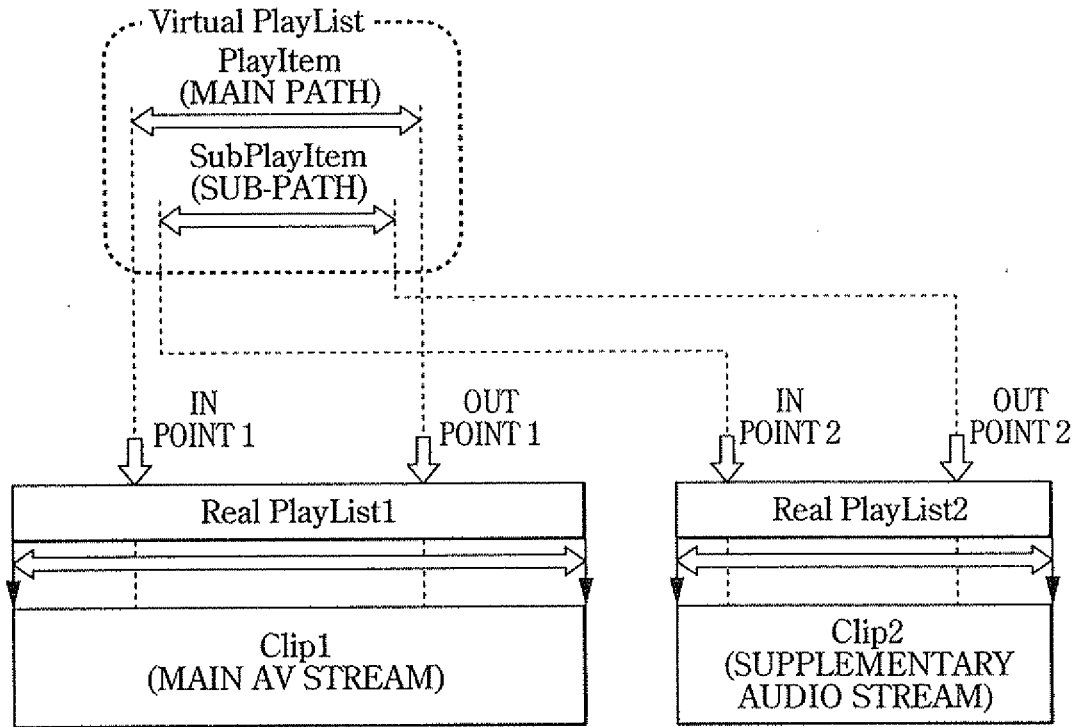 Virtual PlayList
PlayItem
(MAIN PATH)
SubPlayItem
(SUB-PATH)
IN
POINT 1
OUT
POINT 1
IN
POINT 2
OUT
POINT 2
Real PlayList1
Real PlayList2
Clip1
(MAIN AV STREAM)
Clip2
(SUPPLEMENTARY
AUDIO STREAM)